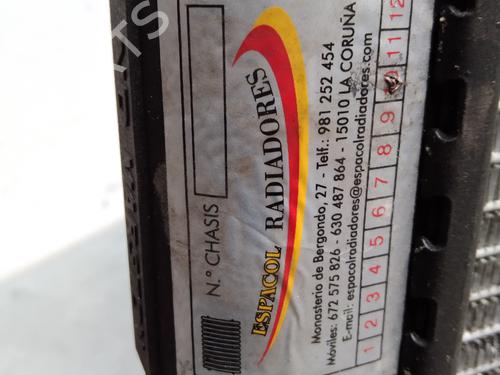 N.º CHASIS
ESPACOL RADIADORES
Monasterio de Bergondo, 27 - Telf.: 981 252 454
Móviles: 672 575 826 - 630 487 864 - 15010 LA CORUÑA
E-mail: espacolradiadores@espacolradiadores.com
1 2 3 4 5 6 7 8 9 11 12